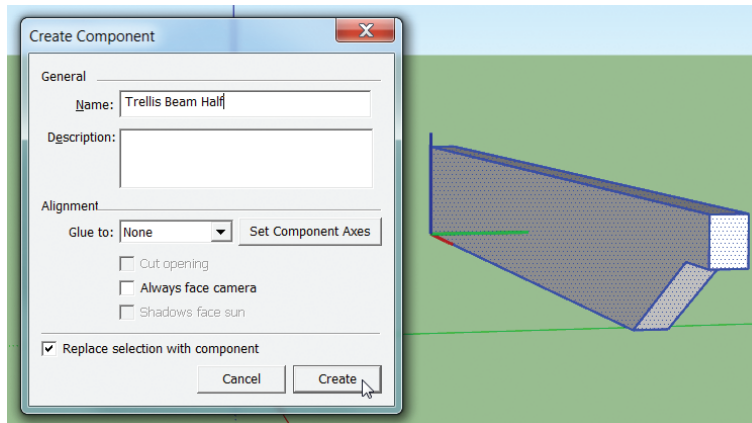 Create Component
General
Name: Trellis Beam Half
Description:
Alignment
Glue to: None Set Component Axes
Cut opening
Always face camera
Shadows face sun
Replace selection with component
Cancel Create